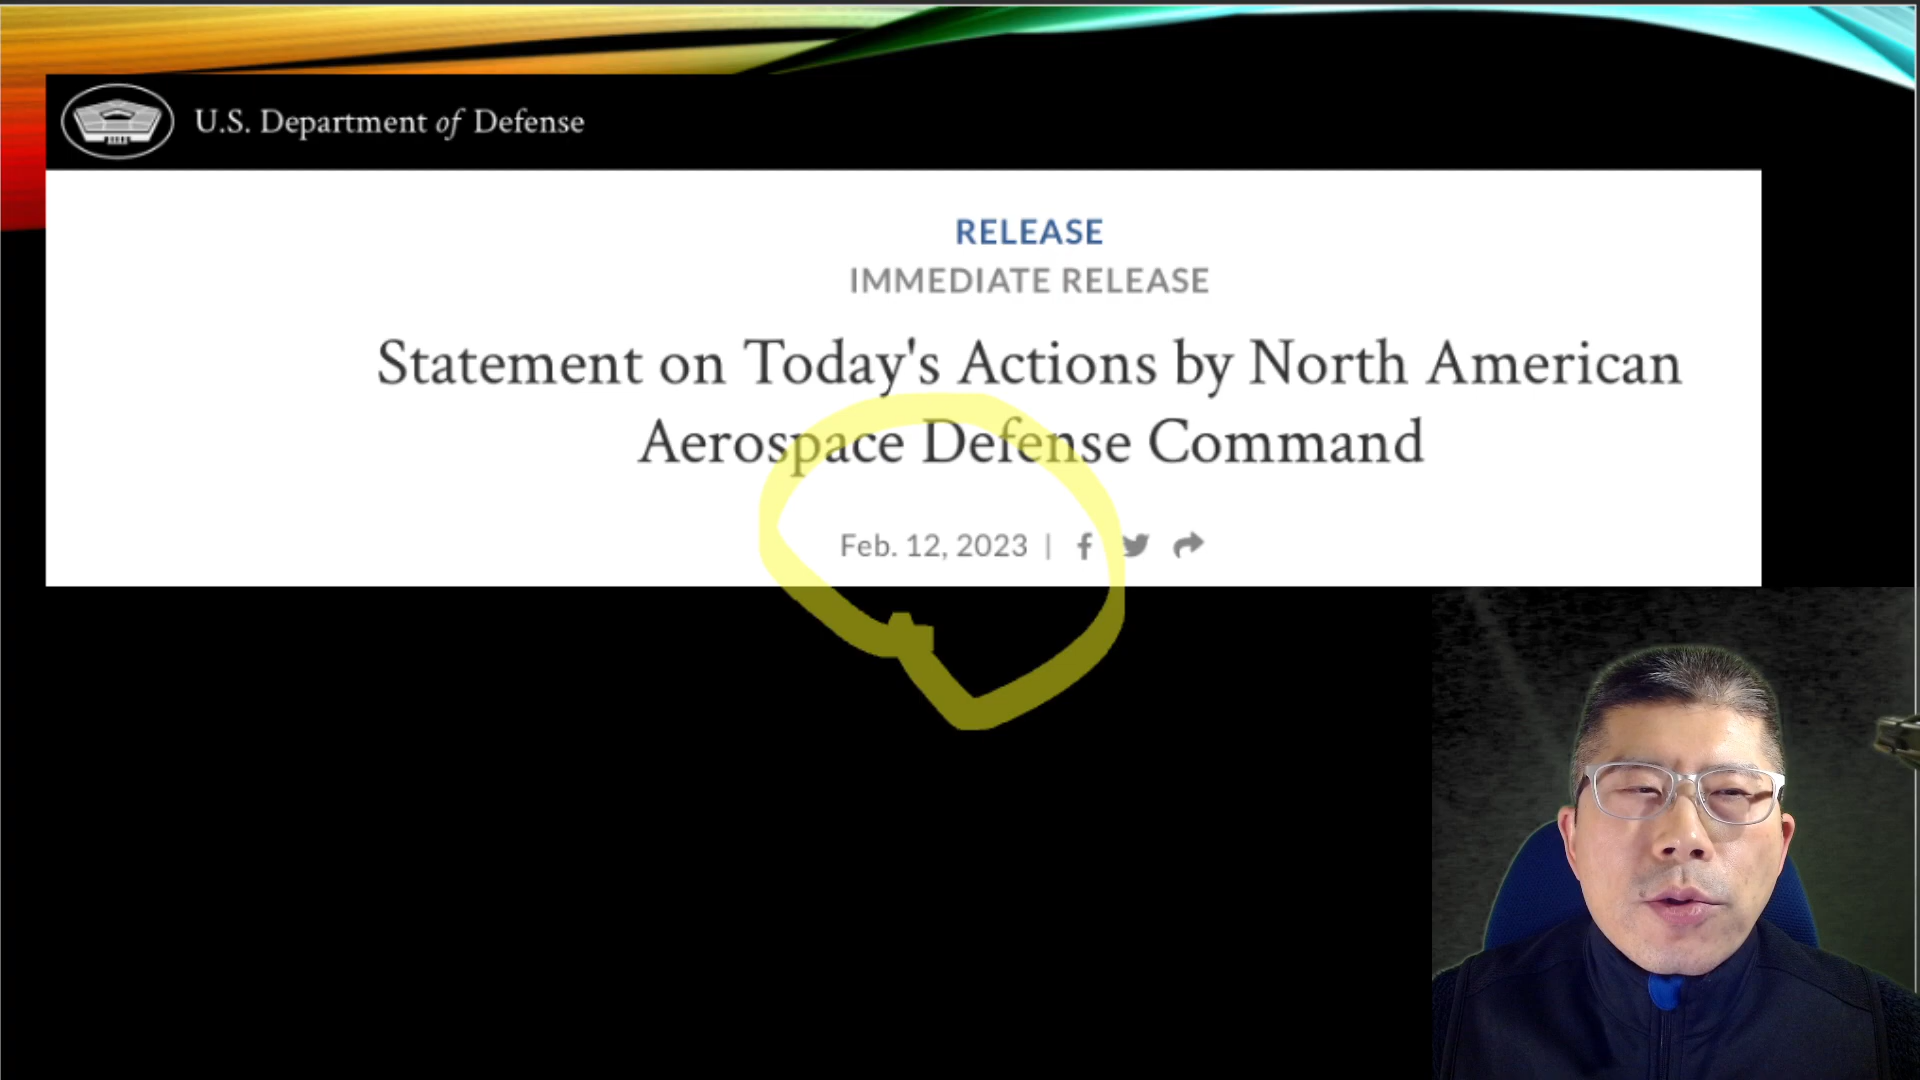 U.S. Department of Defense
RELEASE
IMMEDIATE RELEASE
Statement on Today's Actions by North American
Aerospace Defense Command
Feb. 12, 2023 |